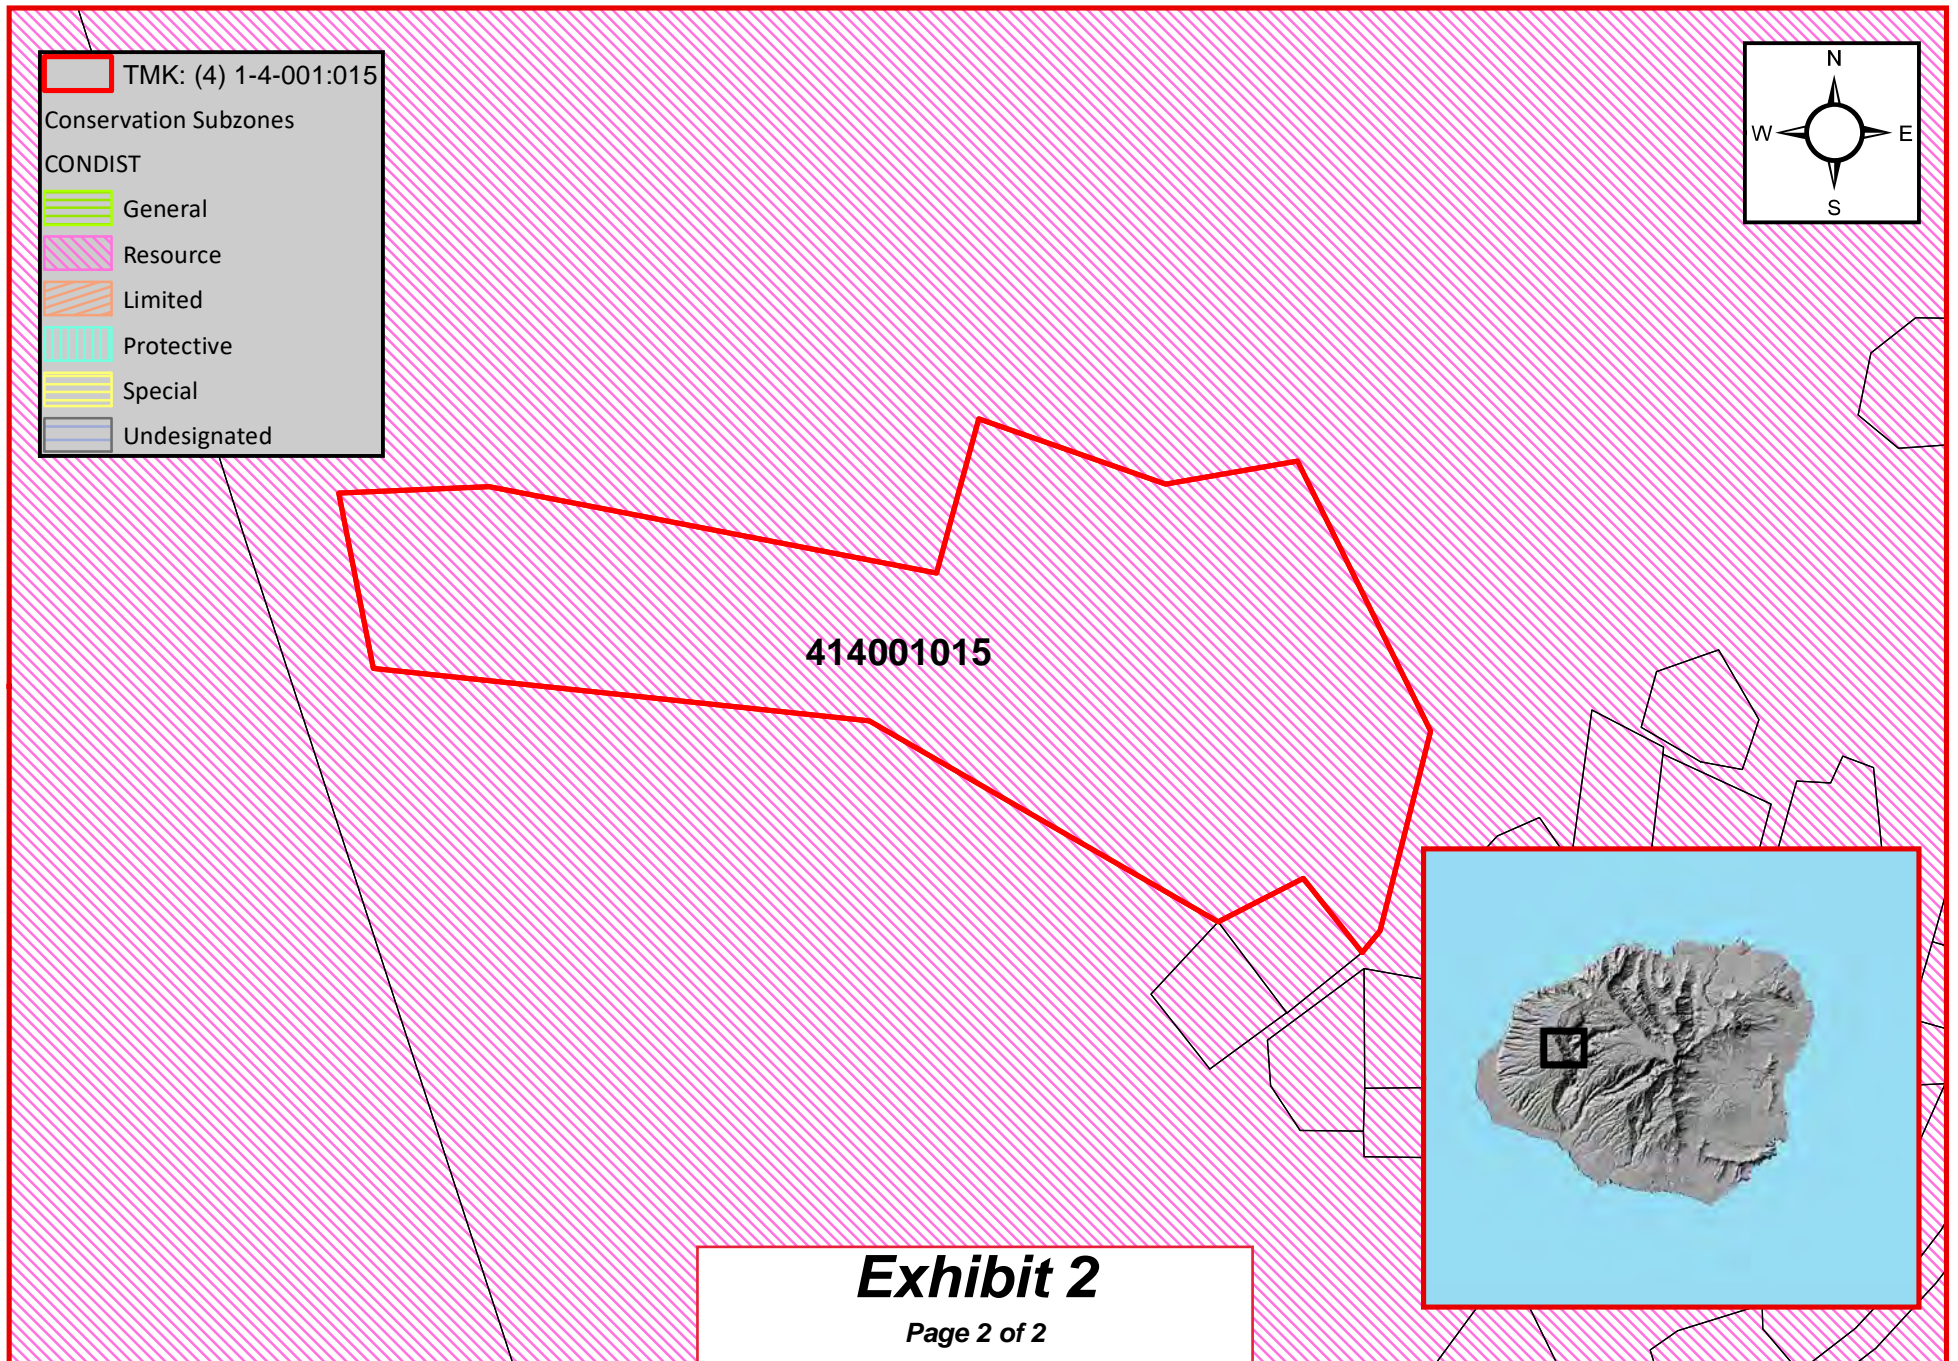 TMK: (4) 1-4-001:015
Conservation Subzones
CONDIST
General
Resource
Limited
Protective
Special
Undesignated
N
W
E
S
414001015
Exhibit 2
Page 2 of 2